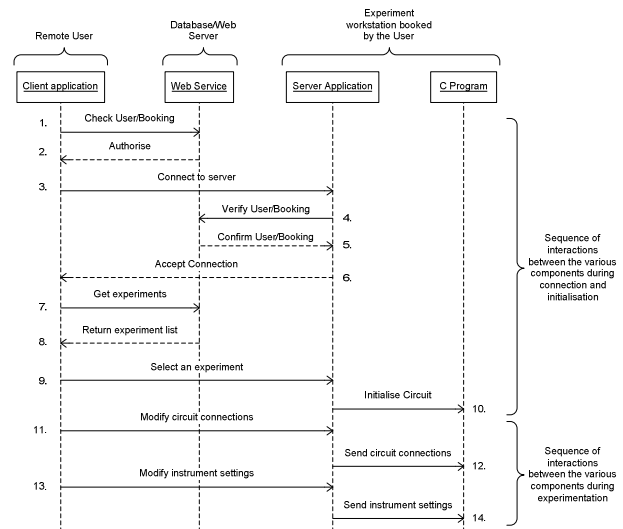 Remote User
Database/Web
Server
Experiment
workstation booked
by the User
Client application
Web Service
Server Application
C Program
1. Check User/Booking
2. Authorise
3. Connect to server
Verify User/Booking 4.
Confirm User/Booking 5.
Accept Connection 6.
7. Get experiments
8. Return experiment list
9. Select an experiment
Initialise Circuit 10.
Sequence of
interactions
between the various
components during
connection and
initialisation
11. Modify circuit connections
Send circuit connections 12.
13. Modify instrument settings
Send instrument settings 14.
Sequence of
interactions
between the various
components during
experimentation